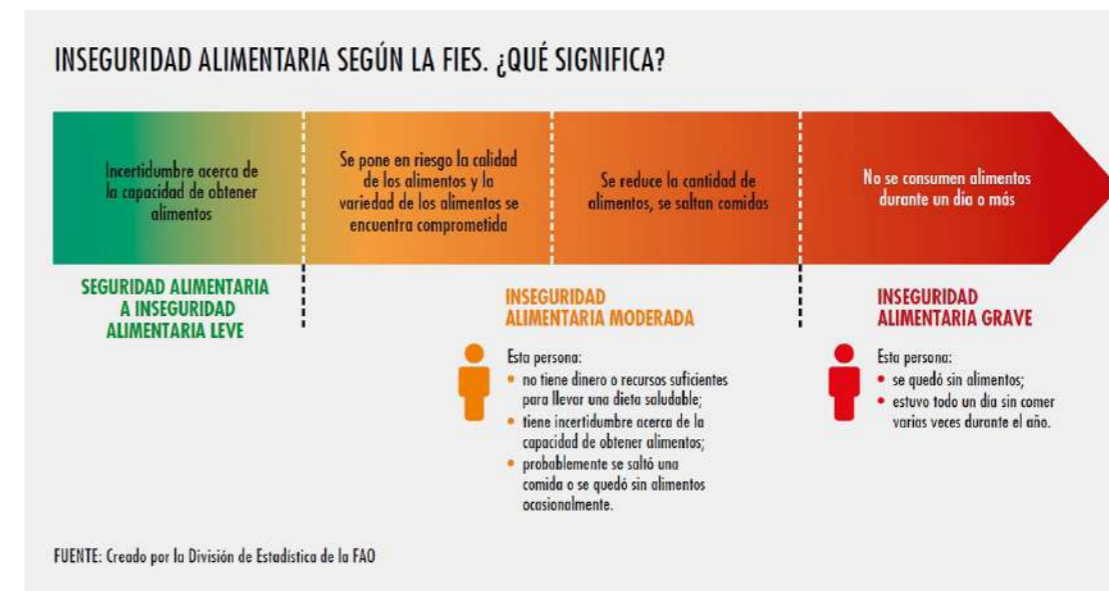 INSEGURIDAD ALIMENTARIA SEGÚN LA FIES. ¿QUÉ SIGNIFICA?
Incertidumbre acerca de
la capacidad de obtener
alimentos
Se pone en riesgo la calidad
de los alimentos y la
variedad de los alimentos se
encuentra comprometida
Se reduce la cantidad de
alimentos, se saltan comidas
No se consumen alimentos
durante un día o más
SEGURIDAD ALIMENTARIA
A INSEGURIDAD
ALIMENTARIA LEVE
INSEGURIDAD
ALIMENTARIA MODERADA
Esta persona:
• no tiene dinero o recursos suficientes
para llevar una dieta saludable;
• tiene incertidumbre acerca de la
capacidad de obtener alimentos;
• probablemente se saltó una
comida o se quedó sin alimentos
ocasionalmente.
INSEGURIDAD
ALIMENTARIA GRAVE
Esta persona:
• se quedó sin alimentos;
• estuvo todo un día sin comer
varias veces durante el año.
FUENTE: Creado por la División de Estadística de la FAO